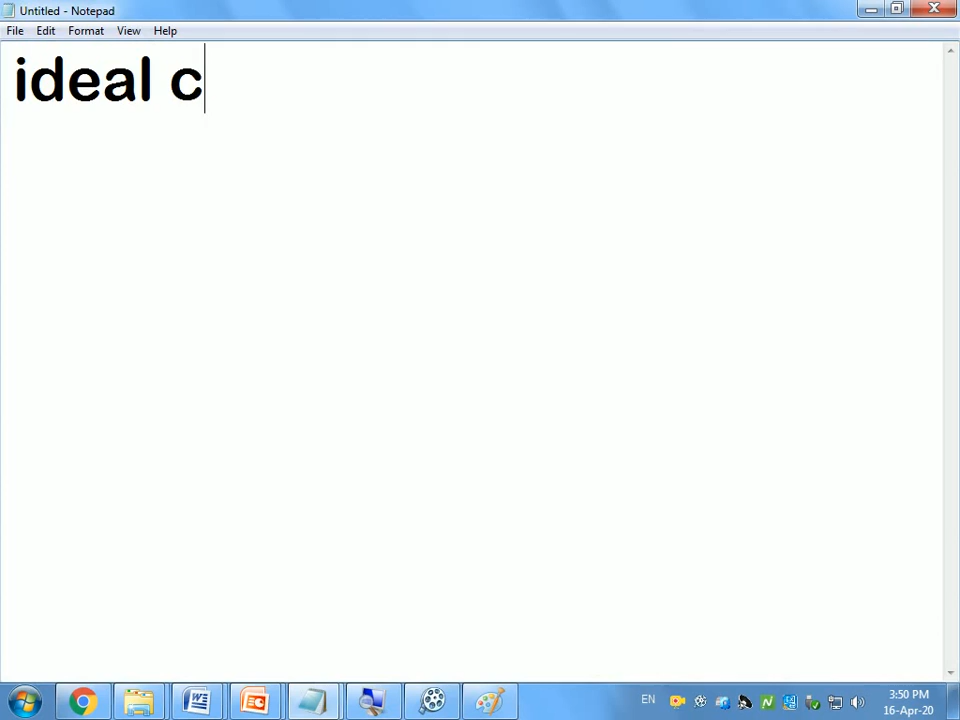 Untitled - Notepad
File Edit Format View Help
ideal c
EN
3:50 PM
16-Apr-20